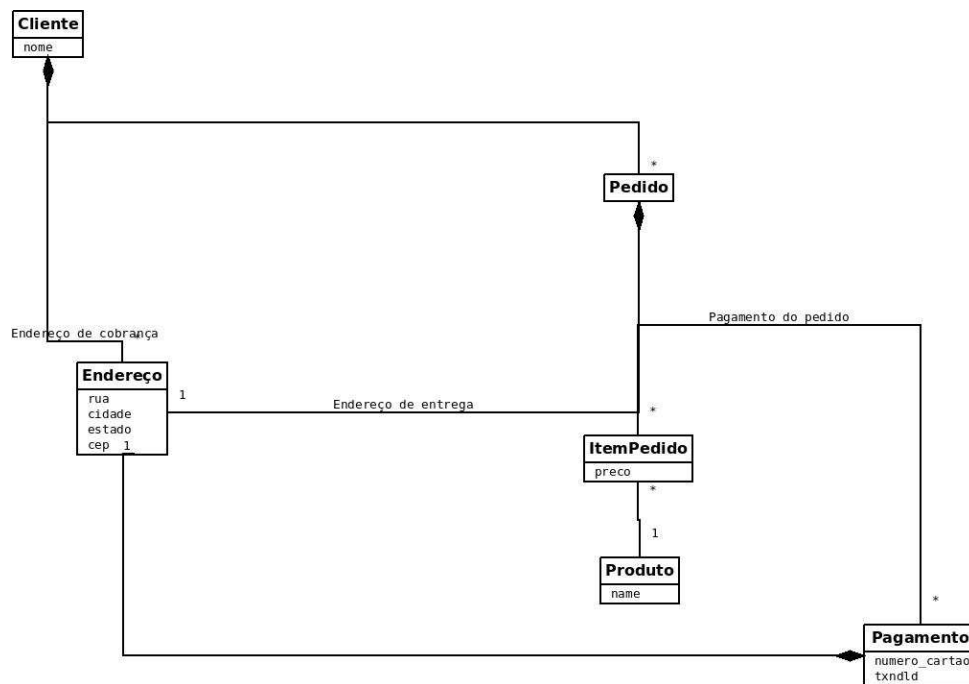 Cliente
nome
*
Pedido
Pagamento do pedido
Endereço de cobrança
*
Endereço
rua
cidade
estado
cep 1
1
Endereço de entrega
*
ItemPedido
preco
*
1
Produto
name
*
Pagamento
numero_cartao
txndld